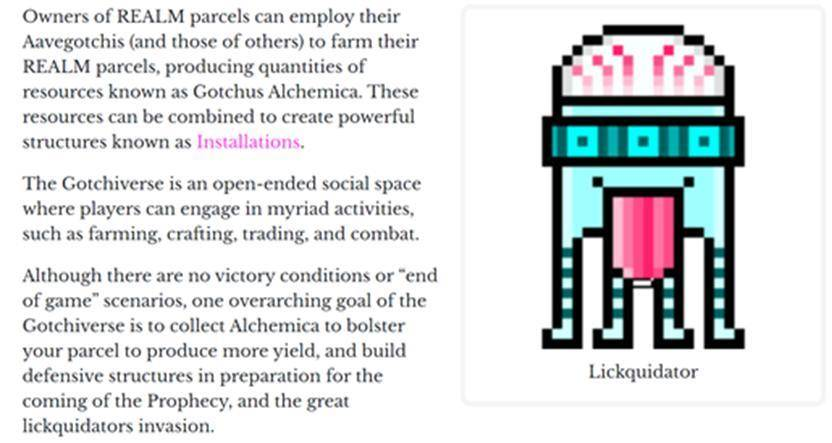 Owners of REALM parcels can employ their
Aavegotchis (and those of others) to farm their
REALM parcels, producing quantities of
resources known as Gotchus Alchemica. These
resources can be combined to create powerful
structures known as Installations.
The Gotchiverse is an open-ended social space
where players can engage in myriad activities,
such as farming, crafting, trading, and combat.
Although there are no victory conditions or “end
of game” scenarios, one overarching goal of the
Gotchiverse is to collect Alchemica to bolster
your parcel to produce more yield, and build
defensive structures in preparation for the
coming of the Prophecy, and the great
lickquidators invasion.
Lickquidator